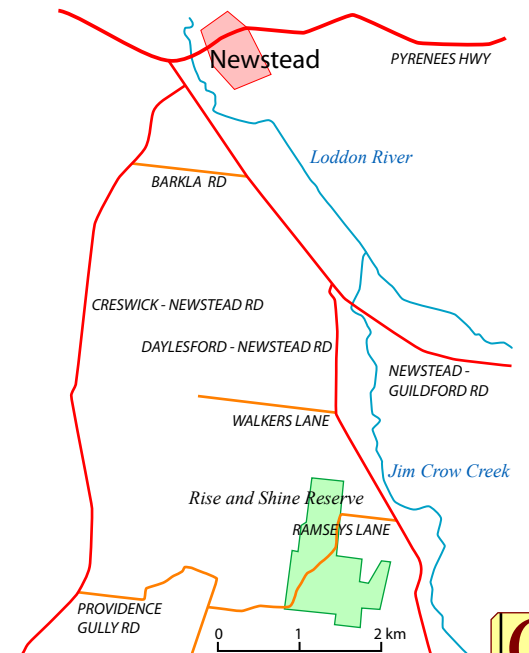 Newstead
PYRENEES HWY
Loddon River
BARKLA RD
CRESWICK - NEWSTEAD RD
DAYLESFORD - NEWSTEAD RD
NEWSTEAD -
GUILDFORD RD
WALKERS LANE
Jim Crow Creek
Rise and Shine Reserve
RAMSEYS LANE
PROVIDENCE
GULLY RD
0 1 2 km